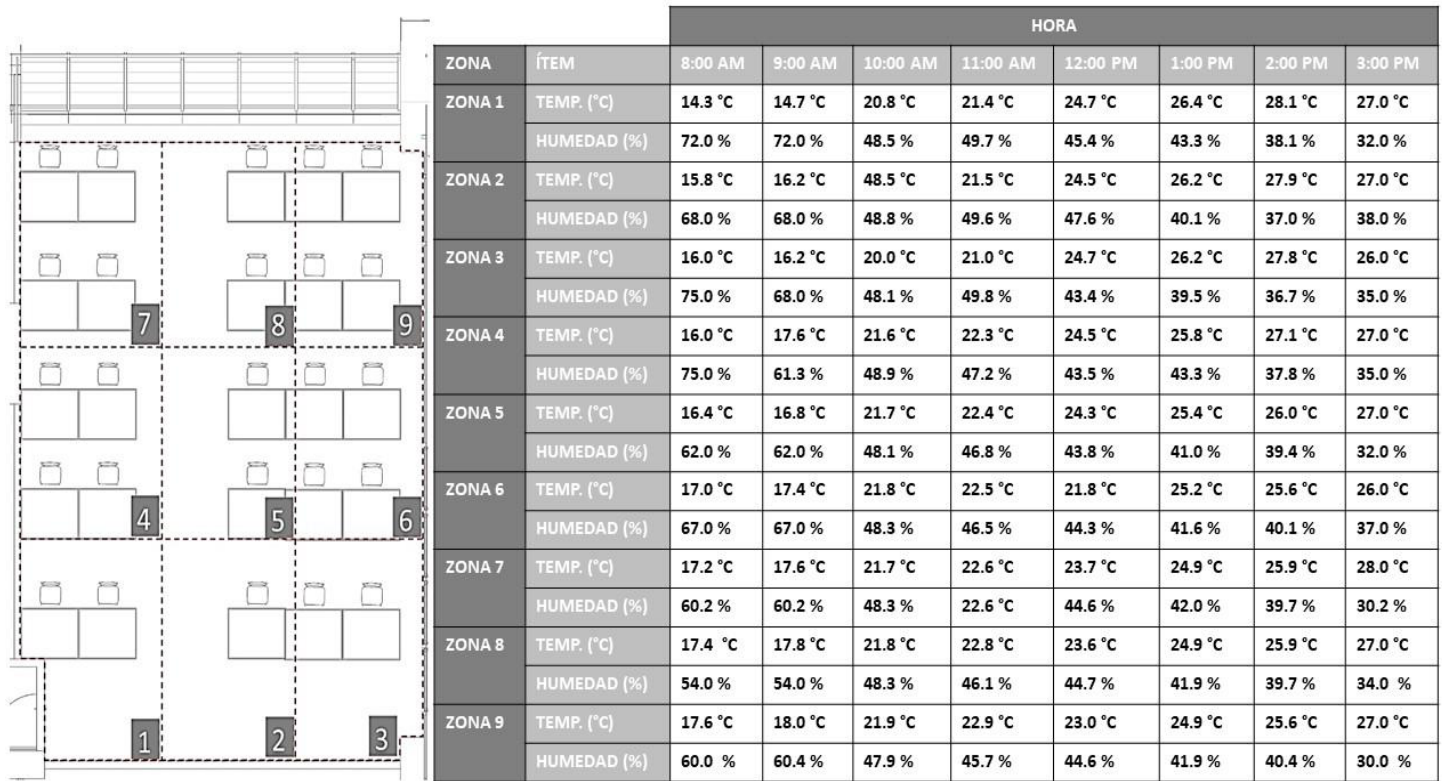 HORA
ZONA ÍTEM 8:00 AM 9:00 AM 10:00 AM 11:00 AM 12:00 PM 1:00 PM 2:00 PM 3:00 PM
ZONA 1 TEMP. (°C) 14.3 °C 14.7 °C 20.8 °C 21.4 °C 24.7 °C 26.4 °C 28.1 °C 27.0 °C
HUMEDAD (%) 72.0 % 72.0 % 48.5 % 49.7 % 45.4 % 43.3 % 38.1 % 32.0 %
ZONA 2 TEMP. (°C) 15.8 °C 16.2 °C 48.5 °C 21.5 °C 24.5 °C 26.2 °C 27.9 °C 27.0 °C
HUMEDAD (%) 68.0 % 68.0 % 48.8 % 49.6 % 47.6 % 40.1 % 37.0 % 38.0 %
ZONA 3 TEMP. (°C) 16.0 °C 16.2 °C 20.0 °C 21.0 °C 24.7 °C 26.2 °C 27.8 °C 26.0 °C
HUMEDAD (%) 75.0 % 68.0 % 48.1 % 49.8 % 43.4 % 39.5 % 36.7 % 35.0 %
ZONA 4 TEMP. (°C) 16.0 °C 17.6 °C 21.6 °C 22.3 °C 24.5 °C 25.8 °C 27.1 °C 27.0 °C
HUMEDAD (%) 75.0 % 61.3 % 48.9 % 47.2 % 43.5 % 43.3 % 37.8 % 35.0 %
ZONA 5 TEMP. (°C) 16.4 °C 16.8 °C 21.7 °C 22.4 °C 24.3 °C 25.4 °C 26.0 °C 27.0 °C
HUMEDAD (%) 62.0 % 62.0 % 48.1 % 46.8 % 43.8 % 41.0 % 39.4 % 32.0 %
ZONA 6 TEMP. (°C) 17.0 °C 17.4 °C 21.8 °C 22.5 °C 21.8 °C 25.2 °C 25.6 °C 26.0 °C
HUMEDAD (%) 67.0 % 67.0 % 48.3 % 46.5 % 44.3 % 41.6 % 40.1 % 37.0 %
ZONA 7 TEMP. (°C) 17.2 °C 17.6 °C 21.7 °C 22.6 °C 23.7 °C 24.9 °C 25.9 °C 28.0 °C
HUMEDAD (%) 60.2 % 60.2 % 48.3 % 22.6 °C 44.6 % 42.0 % 39.7 % 30.2 %
ZONA 8 TEMP. (°C) 17.4 °C 17.8 °C 21.8 °C 22.8 °C 23.6 °C 24.9 °C 25.9 °C 27.0 °C
HUMEDAD (%) 54.0 % 54.0 % 48.3 % 46.1 % 44.7 % 41.9 % 39.7 % 34.0 %
ZONA 9 TEMP. (°C) 17.6 °C 18.0 °C 21.9 °C 22.9 °C 23.0 °C 24.9 °C 25.6 °C 27.0 °C
HUMEDAD (%) 60.0 % 60.4 % 47.9 % 45.7 % 44.6 % 41.9 % 40.4 % 30.0 %
7 8 9
4 5 6
1 2 3